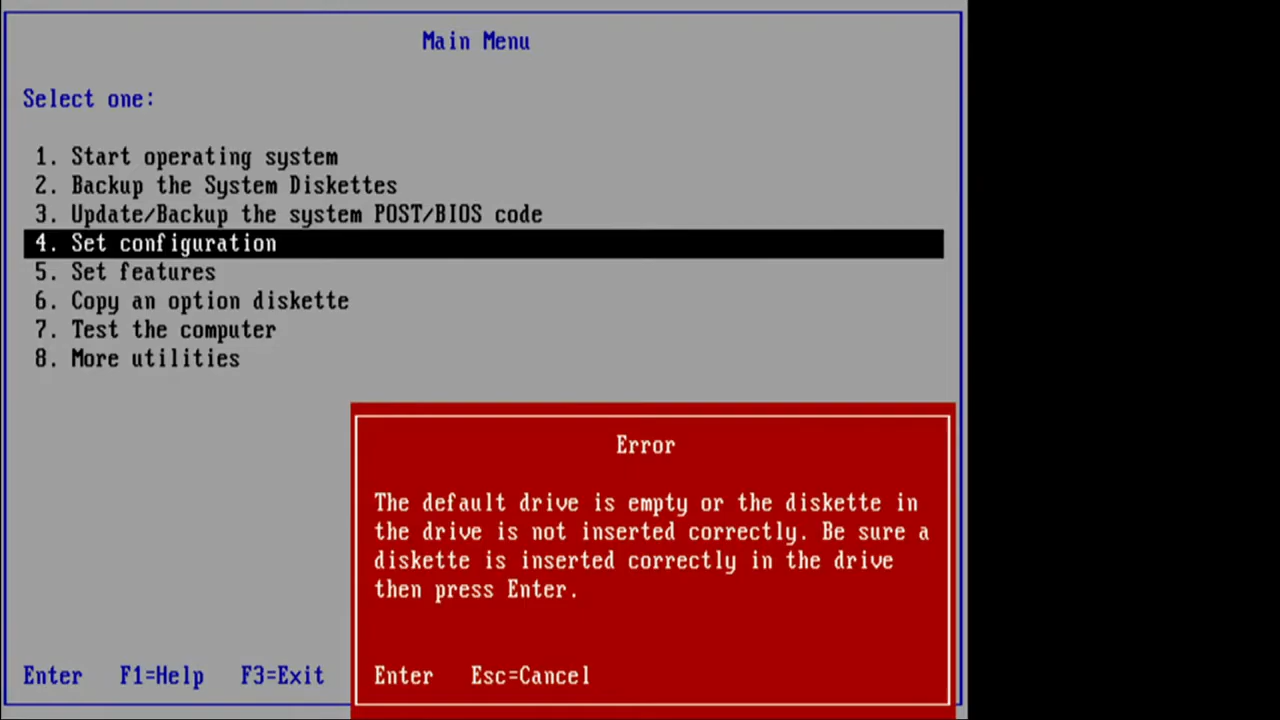 Main Menu
Select one:
1. Start operating system
2. Backup the System Diskettes
3. Update/Backup the system POST/BIOS code
4. Set configuration
5. Set features
6. Copy an option diskette
7. Test the computer
8. More utilities
Error
The default drive is empty or the diskette in
the drive is not inserted correctly. Be sure a
diskette is inserted correctly in the drive
then press Enter.
Enter Esc=Cancel
Enter F1=Help F3=Exit